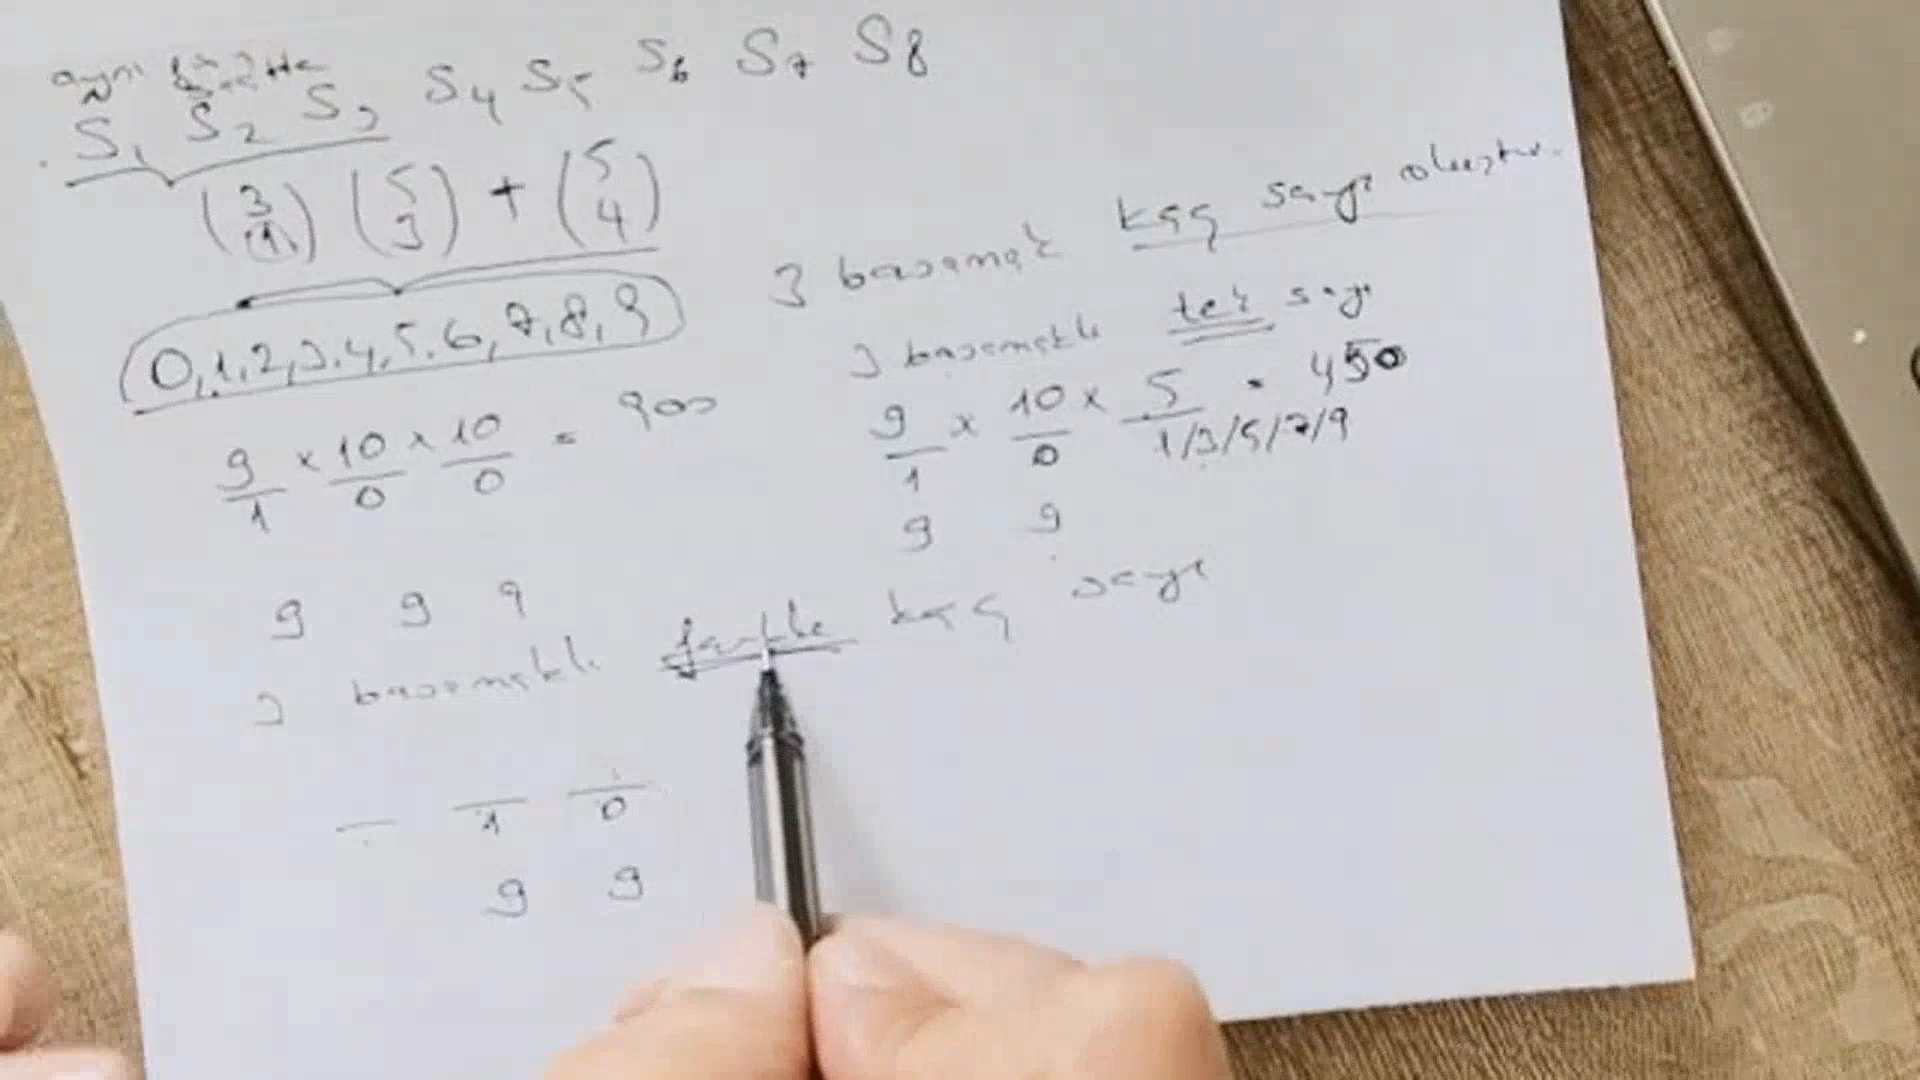 aynı
S1 S2 S3 S4 S5 S6 S7 S8
(3 1) (5 3) + (5 4)
0,1,2,3,4,5,6,7,8,9
9 × 10 × 10 = 900
1 0 0
9 9 9
3 basamak kaç sayı oluştur.
3 basamaklı tek sayı
9 × 10 × 5 = 450
1 0 1/3/5/7/9
9 9
3 basamaklı farklı kaç sayı
1 0
9 9